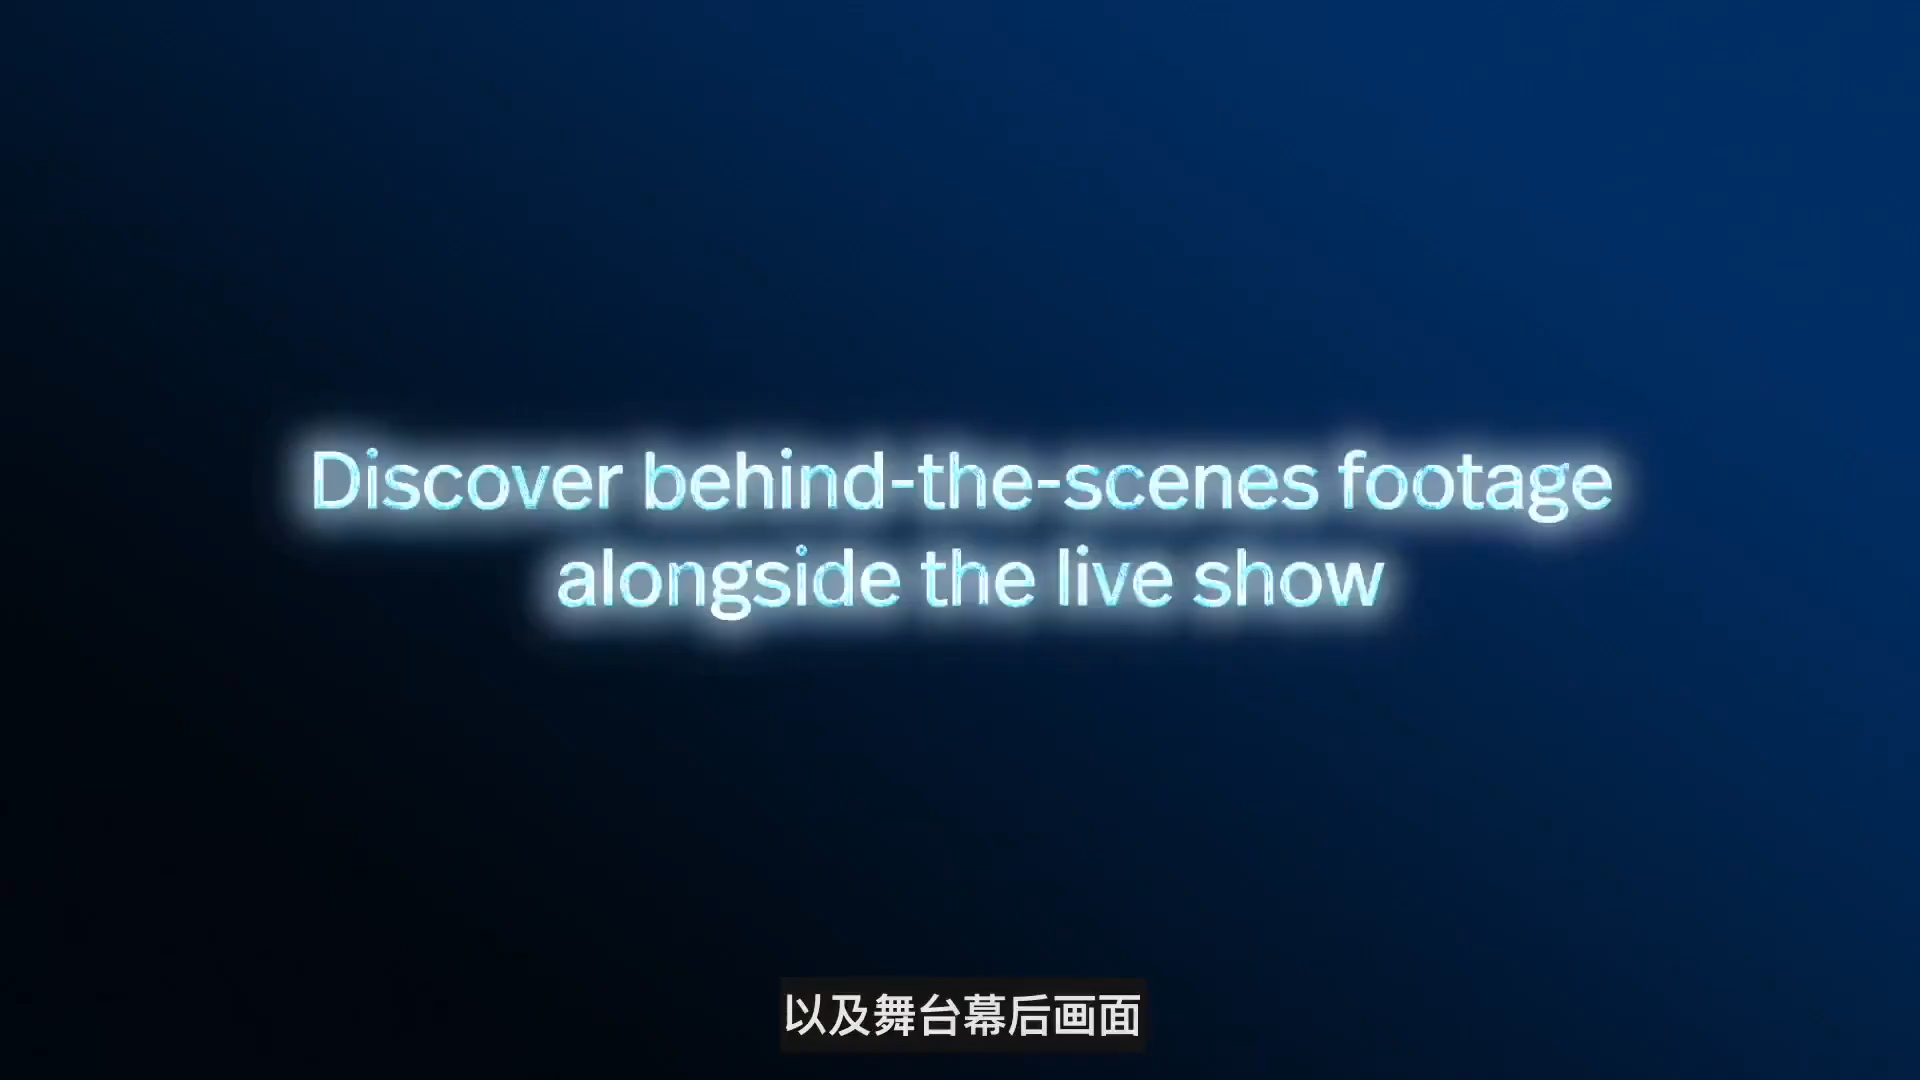 Discover behind-the-scenes footage
alongside the live show
以及舞台幕后画面